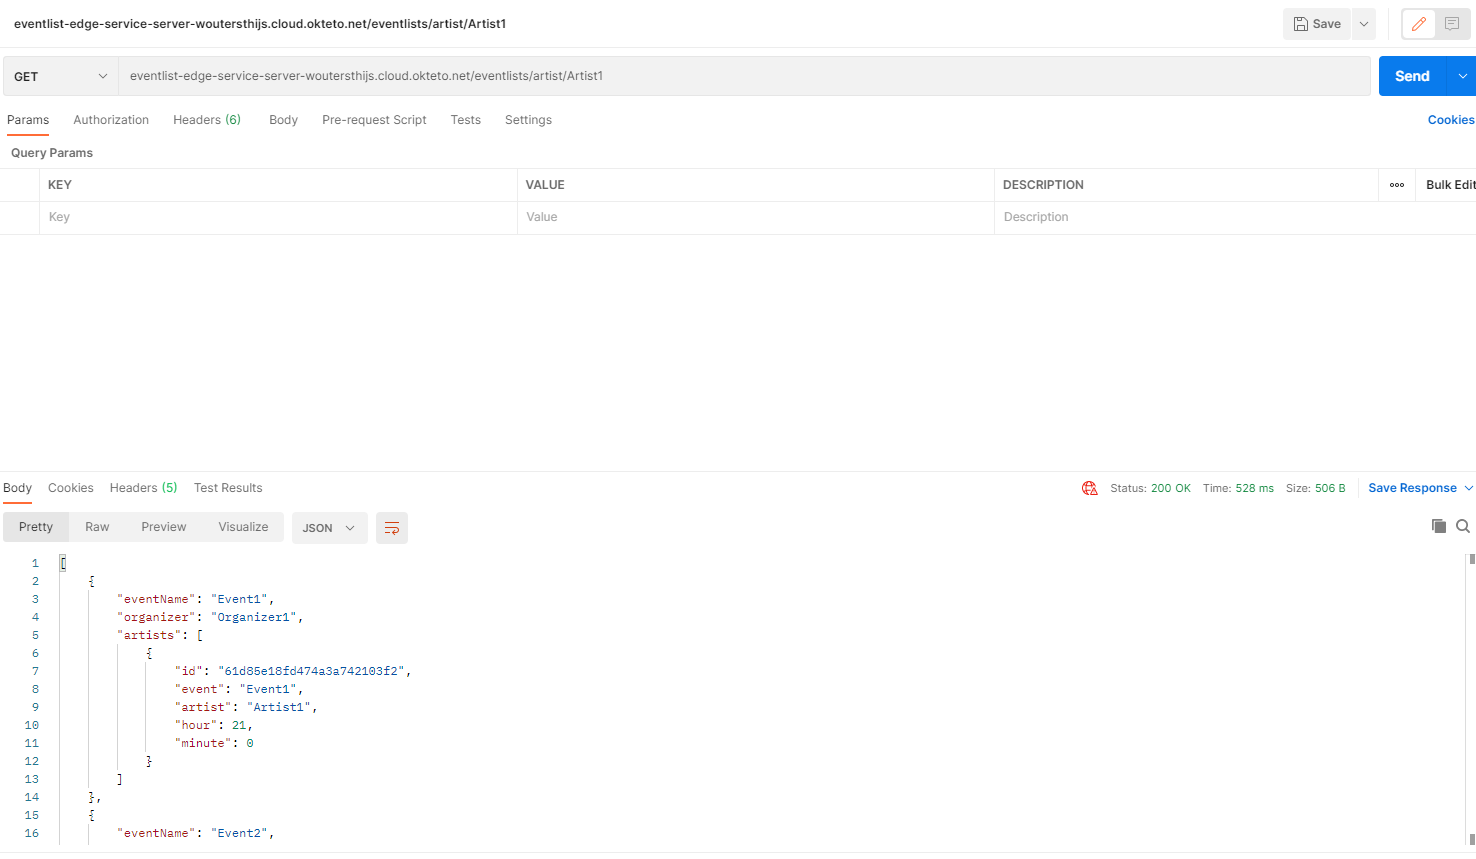 eventlist-edge-service-server-woutersthijs.cloud.okteto.net/eventlists/artist/Artist1
Save
GET
eventlist-edge-service-server-woutersthijs.cloud.okteto.net/eventlists/artist/Artist1
Send
Params Authorization Headers (6) Body Pre-request Script Tests Settings Cookies
Query Params
KEY VALUE DESCRIPTION ooo Bulk Edit
Key Value Description
Body Cookies Headers (5) Test Results Status: 200 OK Time: 528 ms Size: 506 B Save Response
Pretty Raw Preview Visualize JSON
1 [
2 {
3 "eventName": "Event1",
4 "organizer": "Organizer1",
5 "artists": [
6 {
7 "id": "61d85e18fd474a3a742103f2",
8 "event": "Event1",
9 "artist": "Artist1",
10 "hour": 21,
11 "minute": 0
12 }
13 ]
14 },
15 {
16 "eventName": "Event2",